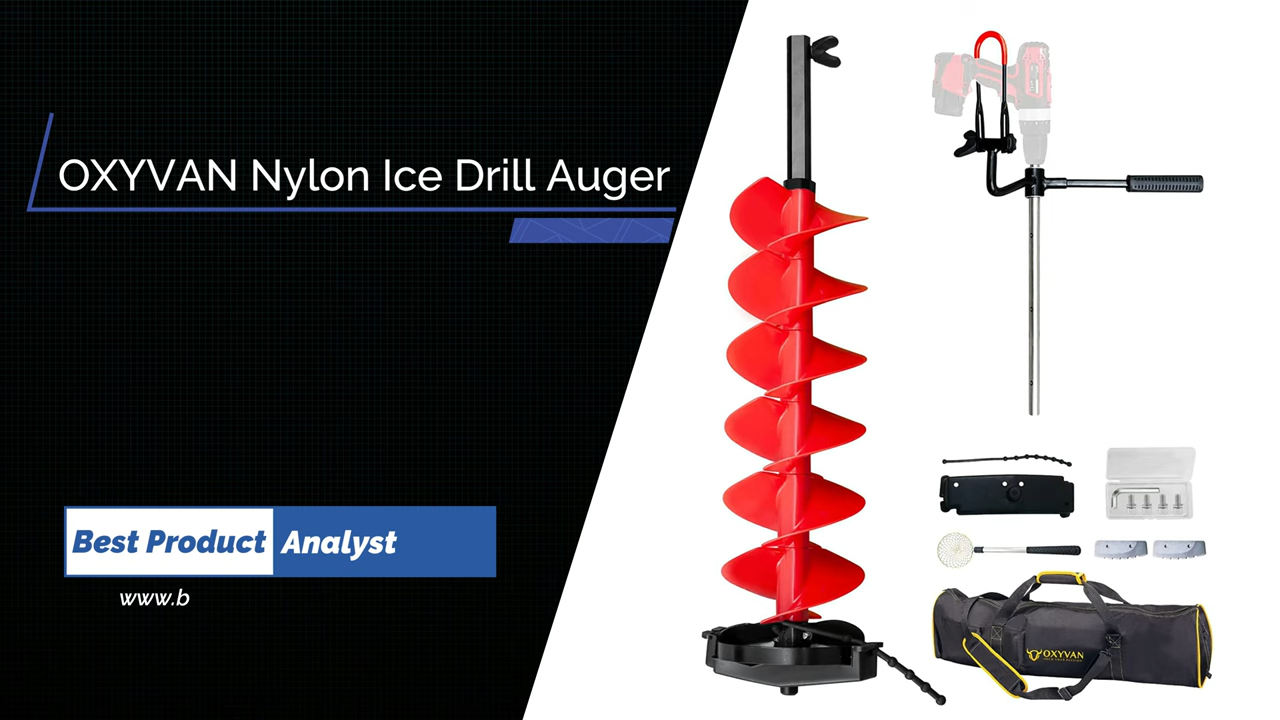 OXYVAN Nylon Ice Drill Auger
Best Product Analyst
www.b
OXYVAN